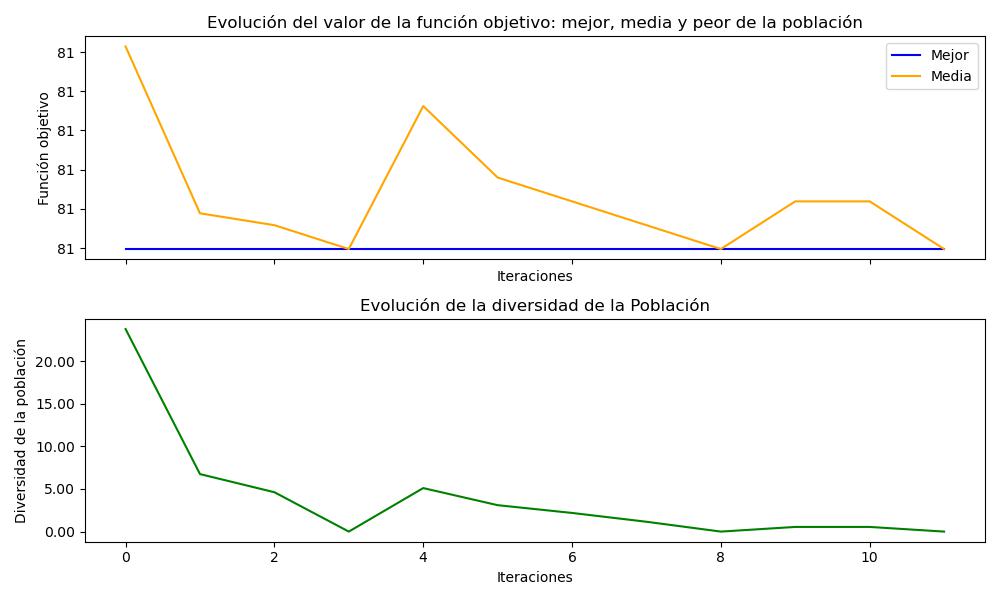 Evolución del valor de la función objetivo: mejor, media y peor de la población
Función objetivo
81
81
81
81
81
81
Mejor
Media
Iteraciones
Evolución de la diversidad de la Población
Diversidad de la población
20.00
15.00
10.00
5.00
0.00
0
2
4
6
8
10
Iteraciones